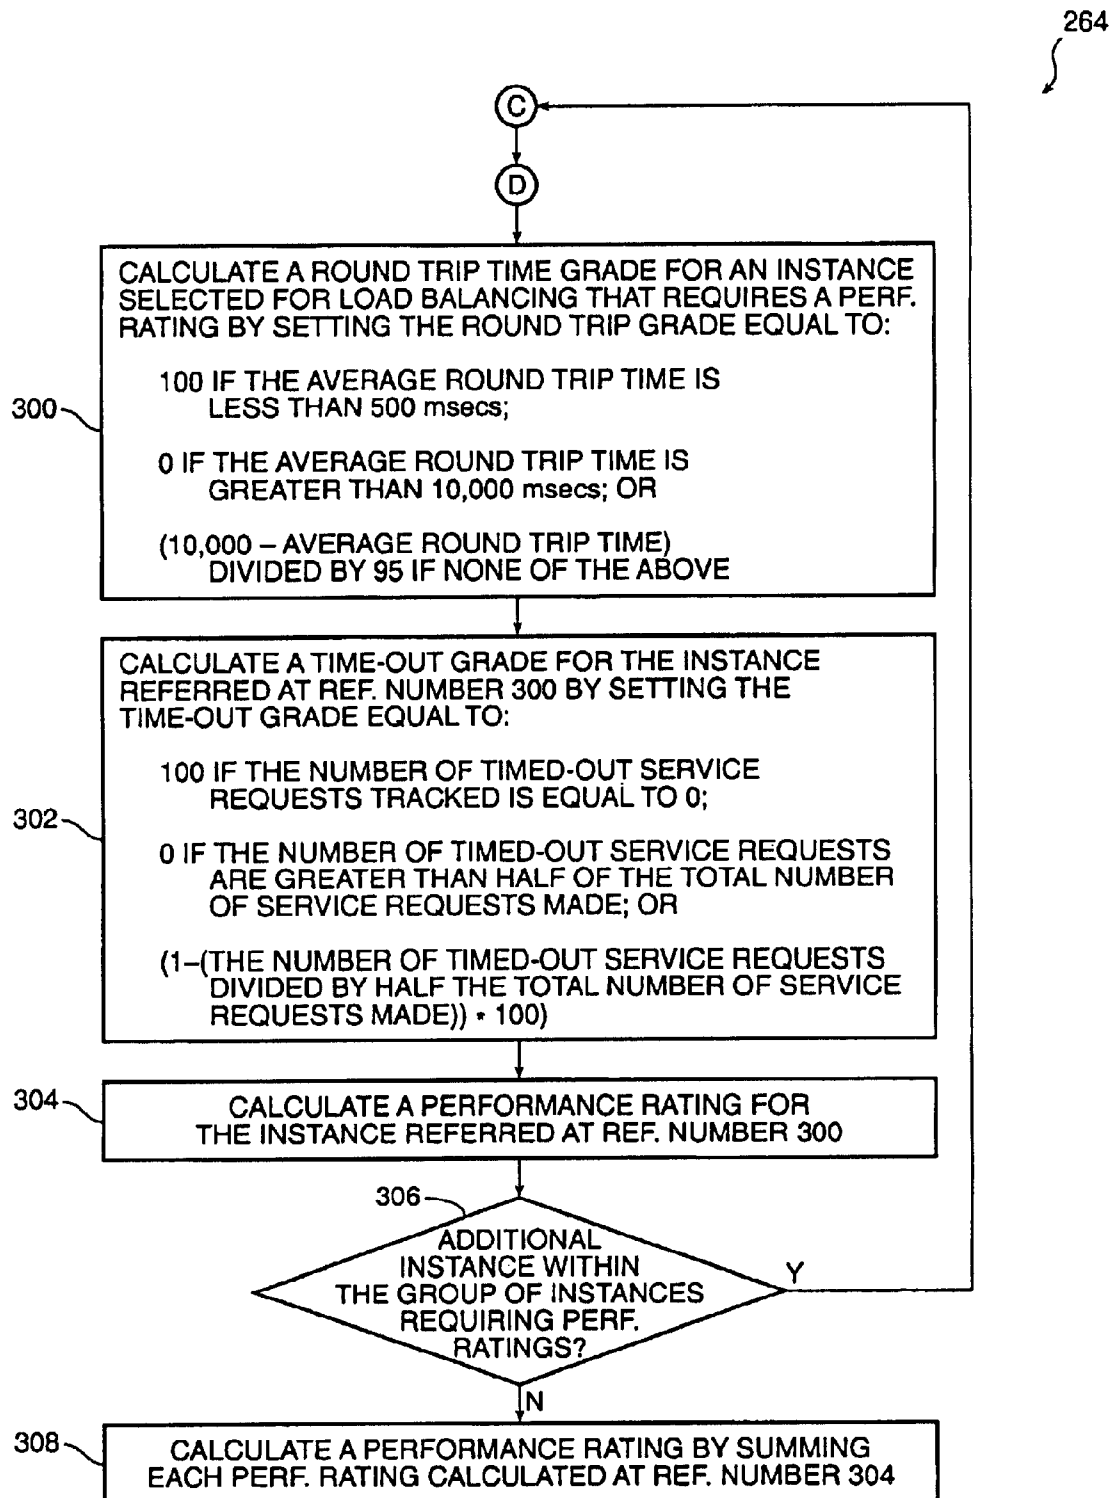 264
C
D
CALCULATE A ROUND TRIP TIME GRADE FOR AN INSTANCE
SELECTED FOR LOAD BALANCING THAT REQUIRES A PERF.
RATING BY SETTING THE ROUND TRIP GRADE EQUAL TO:
100 IF THE AVERAGE ROUND TRIP TIME IS
LESS THAN 500 msecs;
300
0 IF THE AVERAGE ROUND TRIP TIME IS
GREATER THAN 10,000 msecs; OR
(10,000 – AVERAGE ROUND TRIP TIME)
DIVIDED BY 95 IF NONE OF THE ABOVE
CALCULATE A TIME-OUT GRADE FOR THE INSTANCE
REFERRED AT REF. NUMBER 300 BY SETTING THE
TIME-OUT GRADE EQUAL TO:
100 IF THE NUMBER OF TIMED-OUT SERVICE
REQUESTS TRACKED IS EQUAL TO 0;
302
0 IF THE NUMBER OF TIMED-OUT SERVICE REQUESTS
ARE GREATER THAN HALF OF THE TOTAL NUMBER
OF SERVICE REQUESTS MADE; OR
(1–(THE NUMBER OF TIMED-OUT SERVICE REQUESTS
DIVIDED BY HALF THE TOTAL NUMBER OF SERVICE
REQUESTS MADE)) * 100)
304
CALCULATE A PERFORMANCE RATING FOR
THE INSTANCE REFERRED AT REF. NUMBER 300
306
ADDITIONAL
INSTANCE WITHIN
THE GROUP OF INSTANCES
REQUIRING PERF.
RATINGS?
Y
N
308
CALCULATE A PERFORMANCE RATING BY SUMMING
EACH PERF. RATING CALCULATED AT REF. NUMBER 304